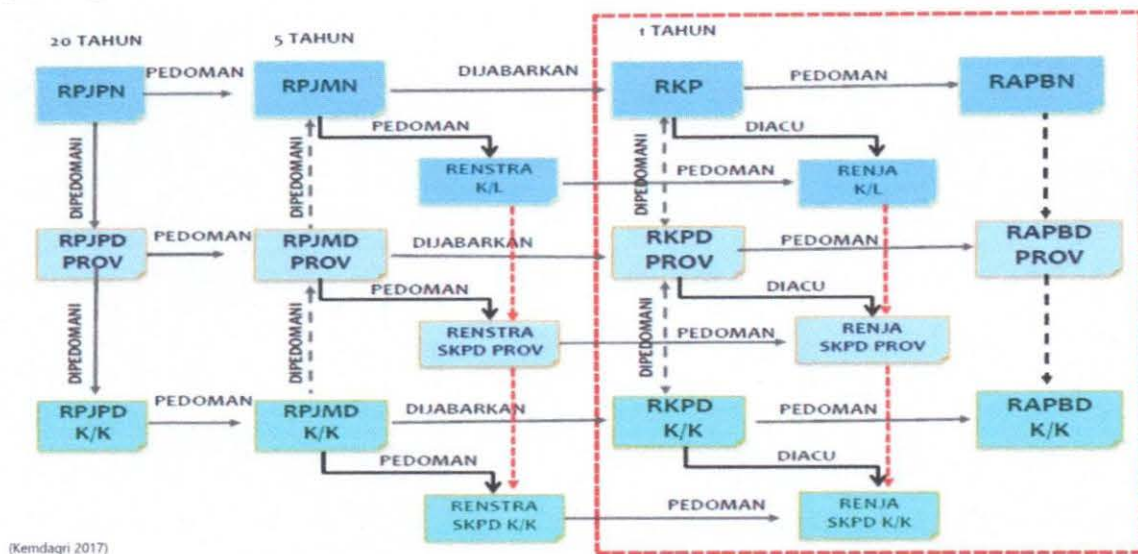 20 TAHUN
5 TAHUN
1 TAHUN
RPJPN
PEDOMAN
RPJMN
DIJABARKAN
RKP
PEDOMAN
RAPBN
DIPEDOMANI
DIPEDOMANI
PEDOMAN
RENSTRA
K/L
PEDOMAN
DIPEDOMANI
DIACU
RENJA
K/L
RPJPD
PROV
PEDOMAN
RPJMD
PROV
DIJABARKAN
RKPD
PROV
PEDOMAN
RAPBD
PROV
DIPEDOMANI
DIPEDOMANI
PEDOMAN
RENSTRA
SKPD PROV
PEDOMAN
DIPEDOMANI
DIACU
RENJA
SKPD PROV
RPJPD
K/K
PEDOMAN
RPJMD
K/K
DIJABARKAN
RKPD
K/K
PEDOMAN
RAPBD
K/K
PEDOMAN
RENSTRA
SKPD K/K
PEDOMAN
DIACU
RENJA
SKPD K/K
(Kemdagri 2017)